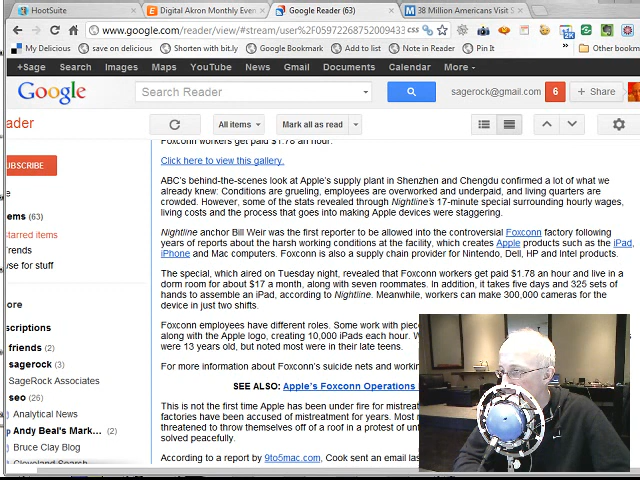 HootSuite
Digital Akron Monthly Even
Google Reader (63)
38 Million Americans Visit S
www.google.com/reader/view/#stream/user%2F05972268752009433
css
My Delicious
save on delicious
Shorten with bit.ly
Google Bookmark
Add to list
Note in Reader
Pin It
Other bookm
+Sage Search Images Maps YouTube News Gmail Documents Calendar More
Google
Search Reader
sagerock@gmail.com
6
+ Share
ader
All items
Mark all as read
UBSCRIBE
e
ems (63)
tarred items
rends
wse for stuff
ore
scriptions
friends (2)
sagerock (3)
SageRock Associates
seo (26)
Analytical News
Andy Beal's Mark... (2)
Bruce Clay Blog
Cleveland Search
Foxconn workers get paid $1.78 an hour.
Click here to view this gallery.
ABC's behind-the-scenes look at Apple's supply plant in Shenzhen and Chengdu confirmed a lot of what we
already knew: Conditions are grueling, employees are overworked and underpaid, and living quarters are
crowded. However, some of the stats revealed through Nightline's 17-minute special surrounding hourly wages,
living costs and the process that goes into making Apple devices were staggering.
Nightline anchor Bill Weir was the first reporter to be allowed into the controversial Foxconn factory following
years of reports about the harsh working conditions at the facility, which creates Apple products such as the iPad,
iPhone and Mac computers. Foxconn is also a supply chain provider for Nintendo, Dell, HP and Intel products.
The special, which aired on Tuesday night, revealed that Foxconn workers get paid $1.78 an hour and live in a
dorm room for about $17 a month, along with seven roommates. In addition, it takes five days and 325 sets of
hands to assemble an iPad, according to Nightline. Meanwhile, workers can make 300,000 cameras for the
device in just two shifts.
Foxconn employees have different roles. Some work with piec
along with the Apple logo, creating 10,000 iPads each hour. W
were 13 years old, but noted most were in their late teens.
For more information about Foxconn's suicide nets and workin
SEE ALSO: Apple's Foxconn Operations
This is not the first time Apple has been under fire for mistreat
factories have been accused of mistreatment for years. Most r
threatened to throw themselves off of a roof in a protest of un
solved peacefully.
According to a report by 9to5mac.com, Cook sent an email las